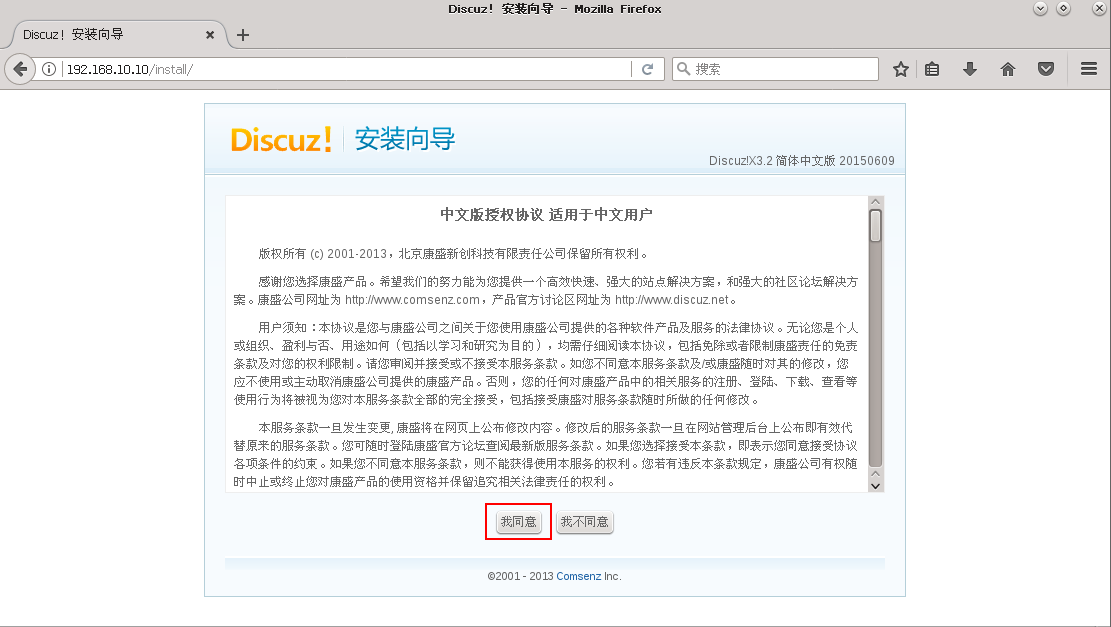 Discuz! 安装向导 - Mozilla Firefox
Discuz! 安装向导
192.168.10.10/install/
搜索
Discuz! 安装向导
Discuz!X3.2 简体中文版 20150609
中文版授权协议 适用于中文用户
版权所有 (c) 2001-2013，北京康盛新创科技有限责任公司保留所有权利。
感谢您选择康盛产品。希望我们的努力能为您提供一个高效快速、强大的站点解决方案，和强大的社区论坛解决方
案。康盛公司网址为 http://www.comsenz.com，产品官方讨论区网址为 http://www.discuz.net。
用户须知：本协议是您与康盛公司之间关于您使用康盛公司提供的各种软件产品及服务的法律协议。无论您是个人
或组织、盈利与否、用途如何（包括以学习和研究为目的），均需仔细阅读本协议，包括免除或者限制康盛责任的免责
条款及对您的权利限制。请您审阅并接受或不接受本服务条款。如您不同意本服务条款及/或康盛随时对其的修改，您
应不使用或主动取消康盛公司提供的康盛产品。否则，您的任何对康盛产品中的相关服务的注册、登陆、下载、查看等
使用行为将被视为您对本服务条款全部的完全接受，包括接受康盛对服务条款随时所做的任何修改。
本服务条款一旦发生变更, 康盛将在网页上公布修改内容。修改后的服务条款一旦在网站管理后台上公布即有效代
替原来的服务条款。您可随时登陆康盛官方论坛查阅最新版服务条款。如果您选择接受本条款，即表示您同意接受协议
各项条件的约束。如果您不同意本服务条款，则不能获得使用本服务的权利。您若有违反本条款规定，康盛公司有权随
时中止或终止您对康盛产品的使用资格并保留追究相关法律责任的权利。
我同意 我不同意
©2001 - 2013 Comsenz Inc.